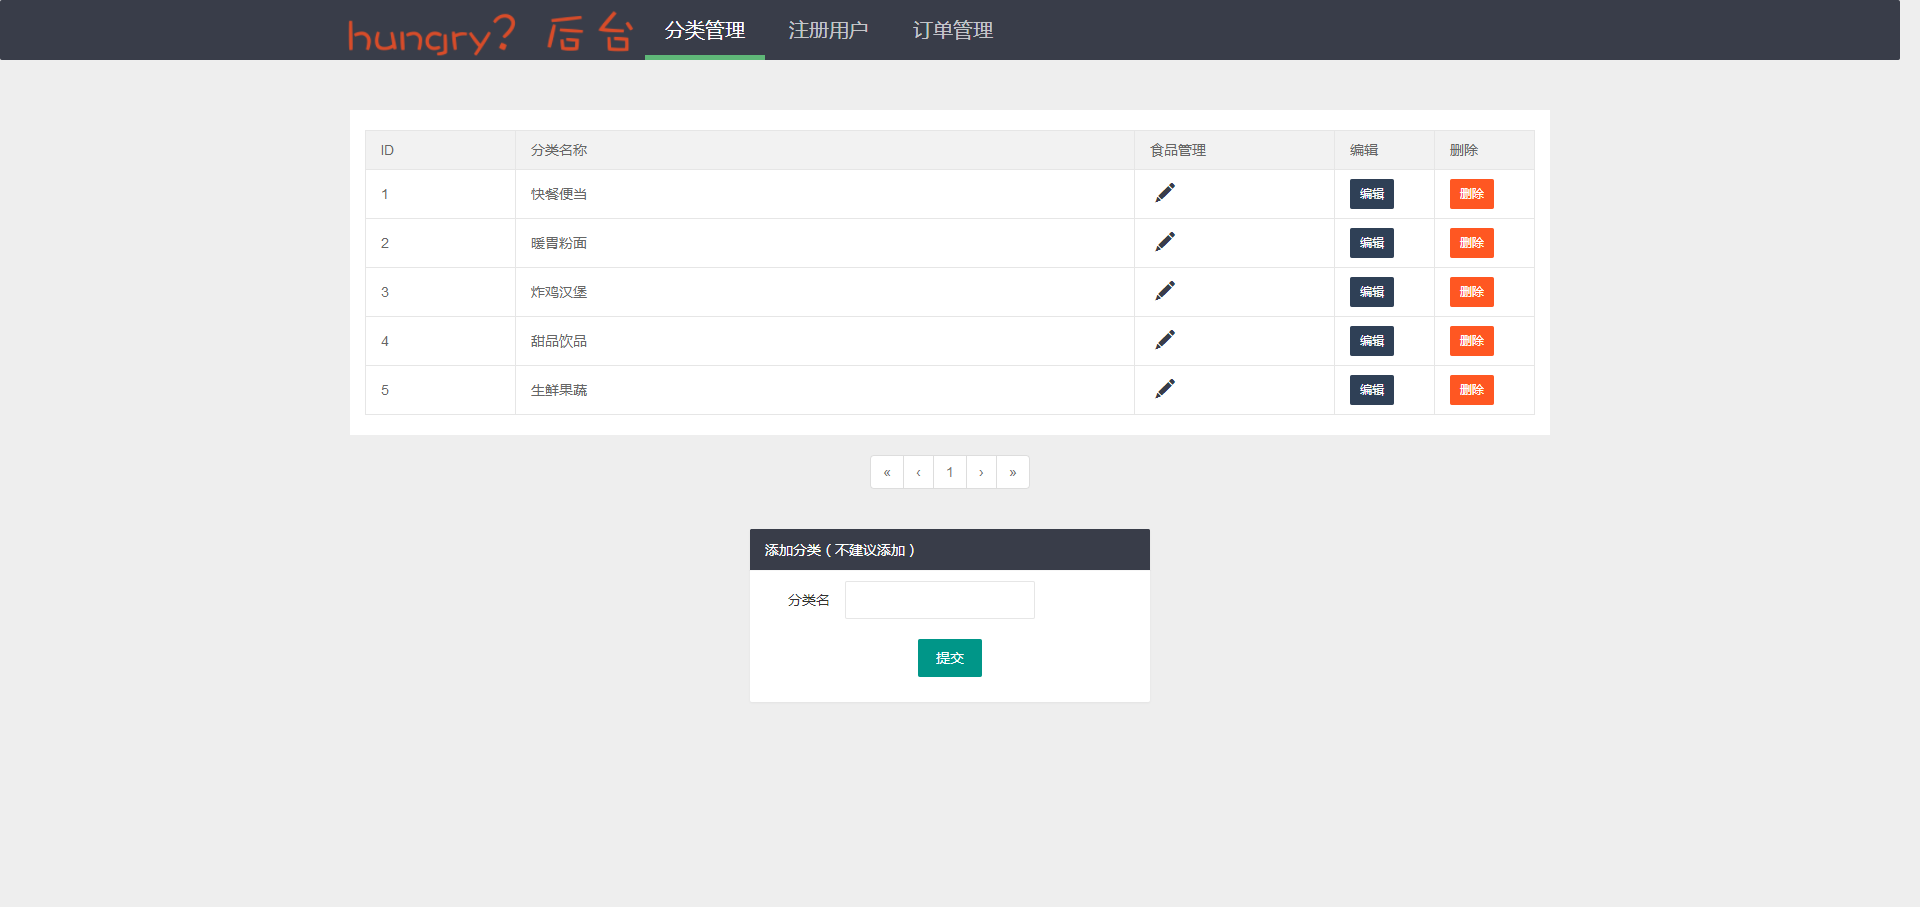 hungry? 后台 分类管理 注册用户 订单管理
ID 分类名称 食品管理 编辑 删除
1 快餐便当 编辑 删除
2 暖胃粉面 编辑 删除
3 炸鸡汉堡 编辑 删除
4 甜品饮品 编辑 删除
5 生鲜果蔬 编辑 删除
« ‹ 1 › »
添加分类（不建议添加）
分类名
提交